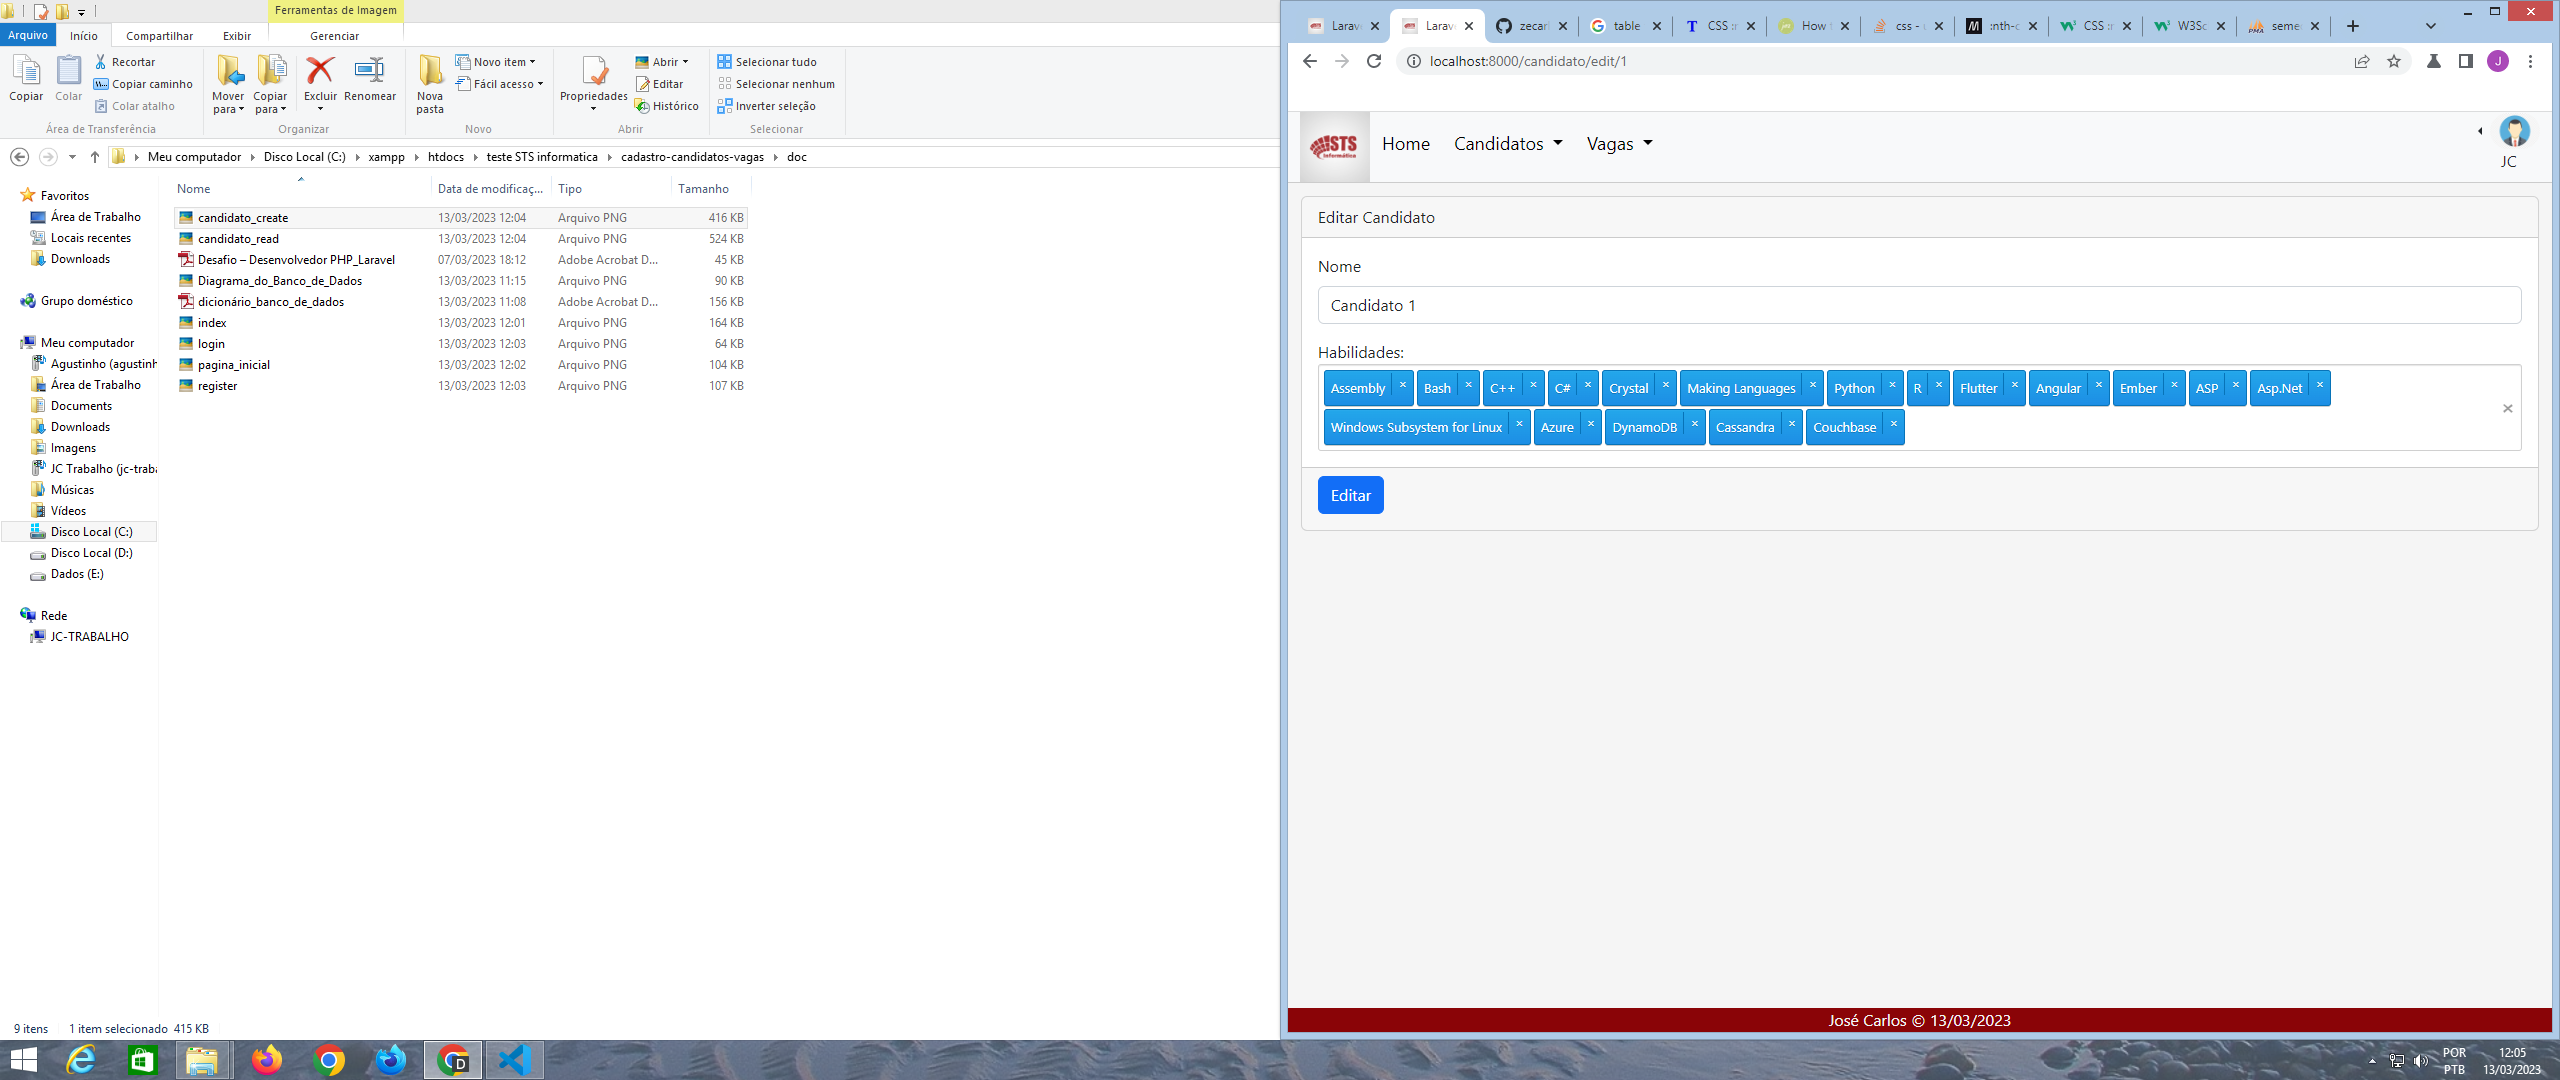 Ferramentas de Imagem
Arquivo Início Compartilhar Exibir Gerenciar
Copiar Colar Recortar Copiar caminho Colar atalho
Área de Transferência
Mover para Copiar para Excluir Renomear
Organizar
Nova pasta Novo item Fácil acesso
Novo
Propriedades Abrir Editar Histórico
Abrir
Selecionar tudo
Selecionar nenhum
Inverter seleção
Selecionar
Meu computador Disco Local (C:) xampp htdocs teste STS informatica cadastro-candidatos-vagas doc
Favoritos
Área de Trabalho
Locais recentes
Downloads
Grupo doméstico
Meu computador
Agustinho (agustinh
Área de Trabalho
Documents
Downloads
Imagens
JC Trabalho (jc-traba
Músicas
Vídeos
Disco Local (C:)
Disco Local (D:)
Dados (E:)
Rede
JC-TRABALHO
Nome Data de modificaç... Tipo Tamanho
candidato_create 13/03/2023 12:04 Arquivo PNG 416 KB
candidato_read 13/03/2023 12:04 Arquivo PNG 524 KB
Desafio – Desenvolvedor PHP_Laravel 07/03/2023 18:12 Adobe Acrobat D... 45 KB
Diagrama_do_Banco_de_Dados 13/03/2023 11:15 Arquivo PNG 90 KB
dicionário_banco_de_dados 13/03/2023 11:08 Adobe Acrobat D... 156 KB
index 13/03/2023 12:01 Arquivo PNG 164 KB
login 13/03/2023 12:03 Arquivo PNG 64 KB
pagina_inicial 13/03/2023 12:02 Arquivo PNG 104 KB
register 13/03/2023 12:03 Arquivo PNG 107 KB
9 itens 1 item selecionado 415 KB
Larav Larav zecar table CSS :r How css - :nth-c CSS :r W3Sc seme
localhost:8000/candidato/edit/1
J
STS Informática Home Candidatos Vagas
JC
Editar Candidato
Nome
Candidato 1
Habilidades:
Assembly × Bash × C++ × C# × Crystal × Making Languages × Python × R × Flutter × Angular × Ember × ASP × Asp.Net ×
Windows Subsystem for Linux × Azure × DynamoDB × Cassandra × Couchbase ×
Editar
José Carlos © 13/03/2023
POR 12:05
PTB 13/03/2023